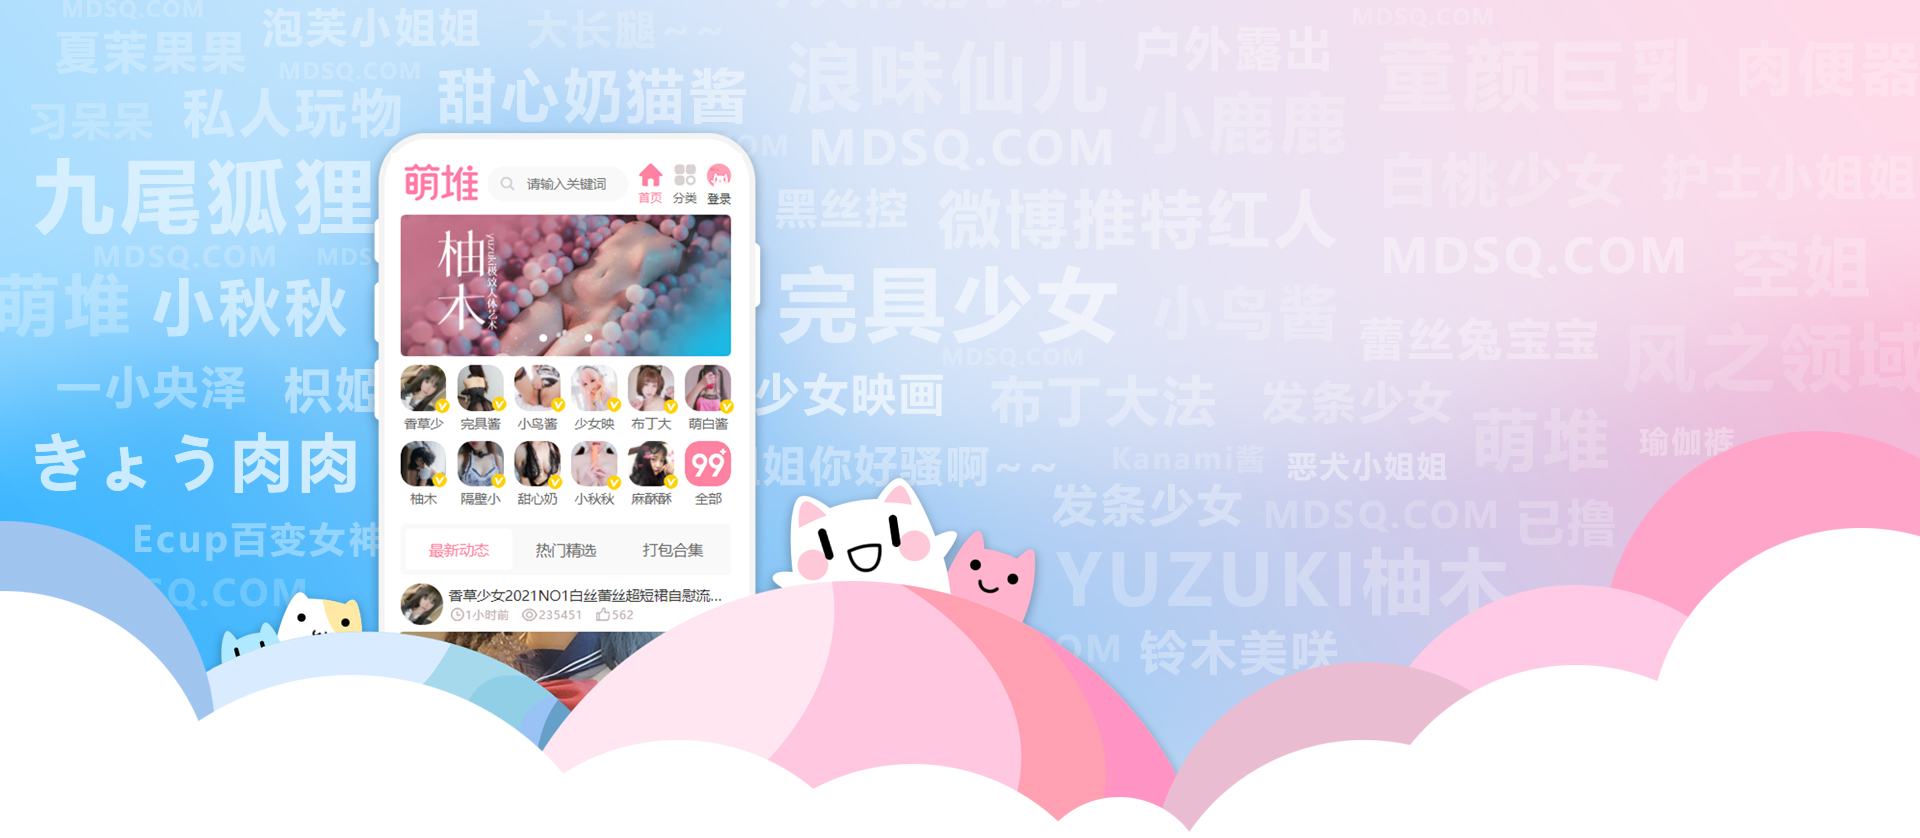 MDSQ.COM
MDSQ.COM
夏茉果果
泡芙小姐姐
大长腿~~
户外露出
童颜巨乳
肉便器
MDSQ.COM
浪味仙儿
习呆呆
私人玩物
甜心奶猫酱
小鹿鹿
OM
MDSQ.COM
白桃少女
护士小姐姐
九尾狐狸
黑丝控
微博推特红人
MDSQ.COM
MDS
MDSQ.COM
空姐
萌堆
小秋秋
完具少女
小鸟酱
蕾丝兔宝宝
风之领域
MDSQ.COM
一小央泽
枳姬
少女映画
布丁大法
发条少女
萌堆
瑜伽裤
きょう肉肉
姐你好骚啊~~
Kanami酱
恶犬小姐姐
发条少女
MDSQ.COM
已撸
Ecup百变女神
SQ.COM
YUZUKI柚木
OM
铃木美咲
萌堆
请输入关键词
首页
分类
登录
柚木
yuzuki极致人体艺术
香草少
完具酱
小鸟酱
少女映
布丁大
萌白酱
99+
柚木
隔壁小
甜心奶
小秋秋
麻酥酥
全部
最新动态
热门精选
打包合集
香草少女2021NO1白丝蕾丝超短裙自慰流...
1小时前
235451
562